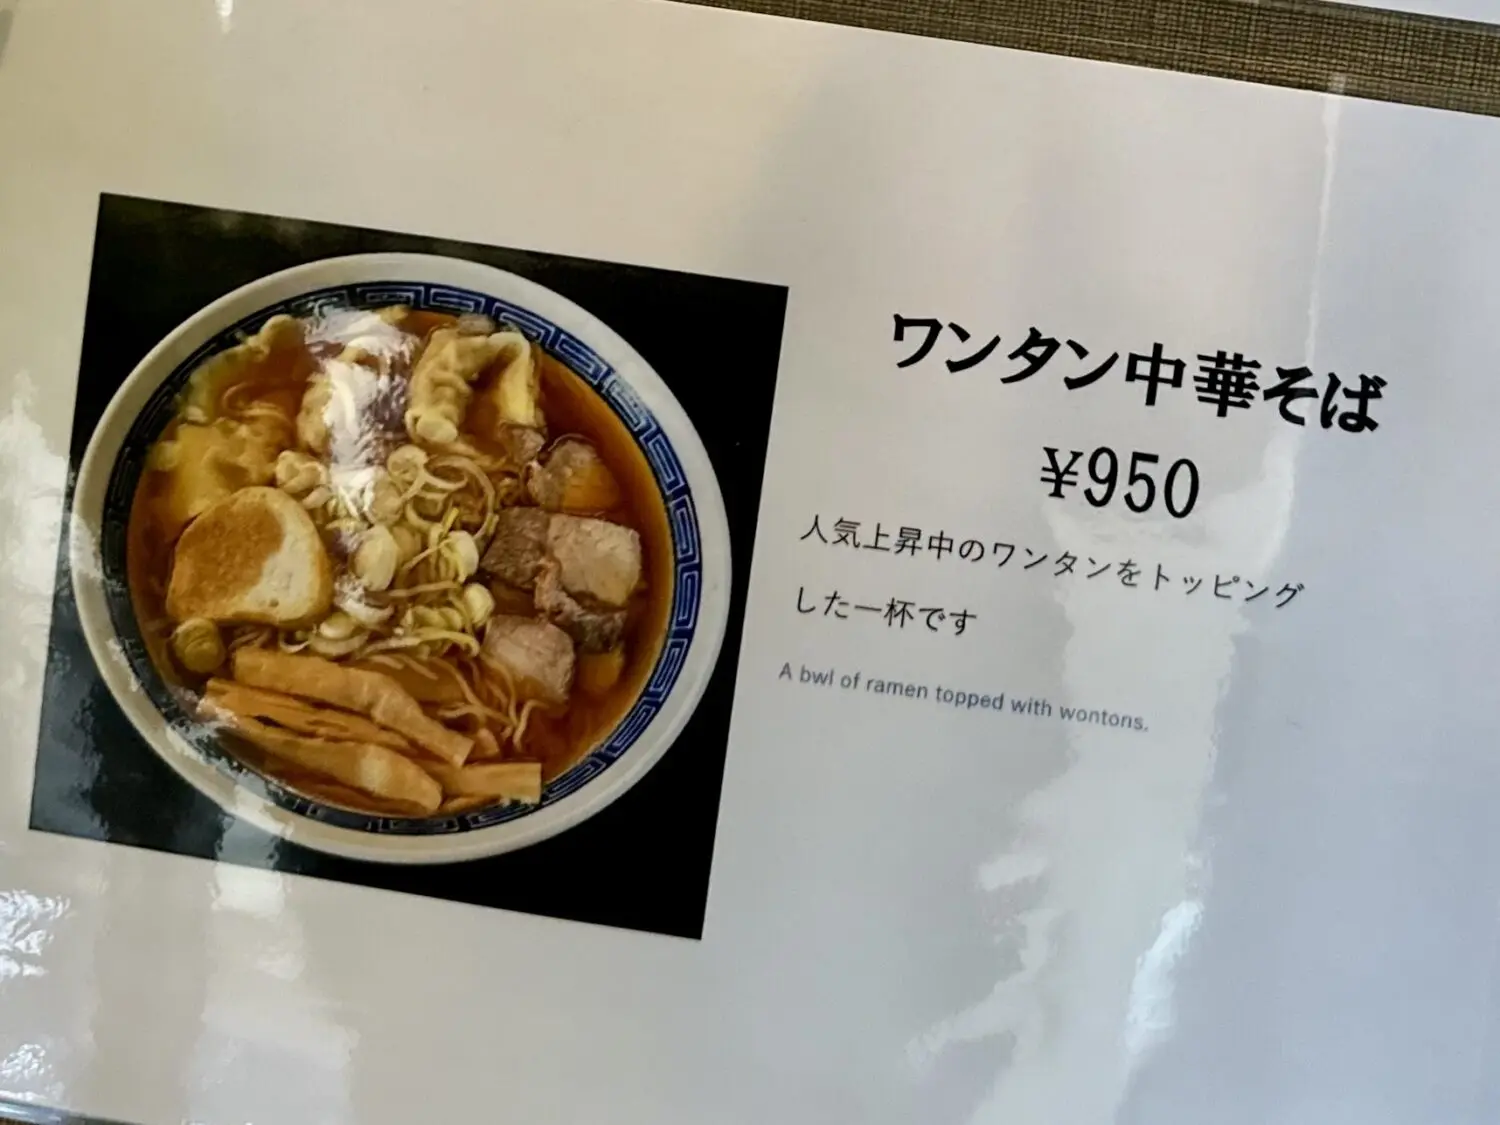 ワンタン中華そば
¥950
人気上昇中のワンタンをトッピング
した一杯です
A bwl of ramen topped with wontons.